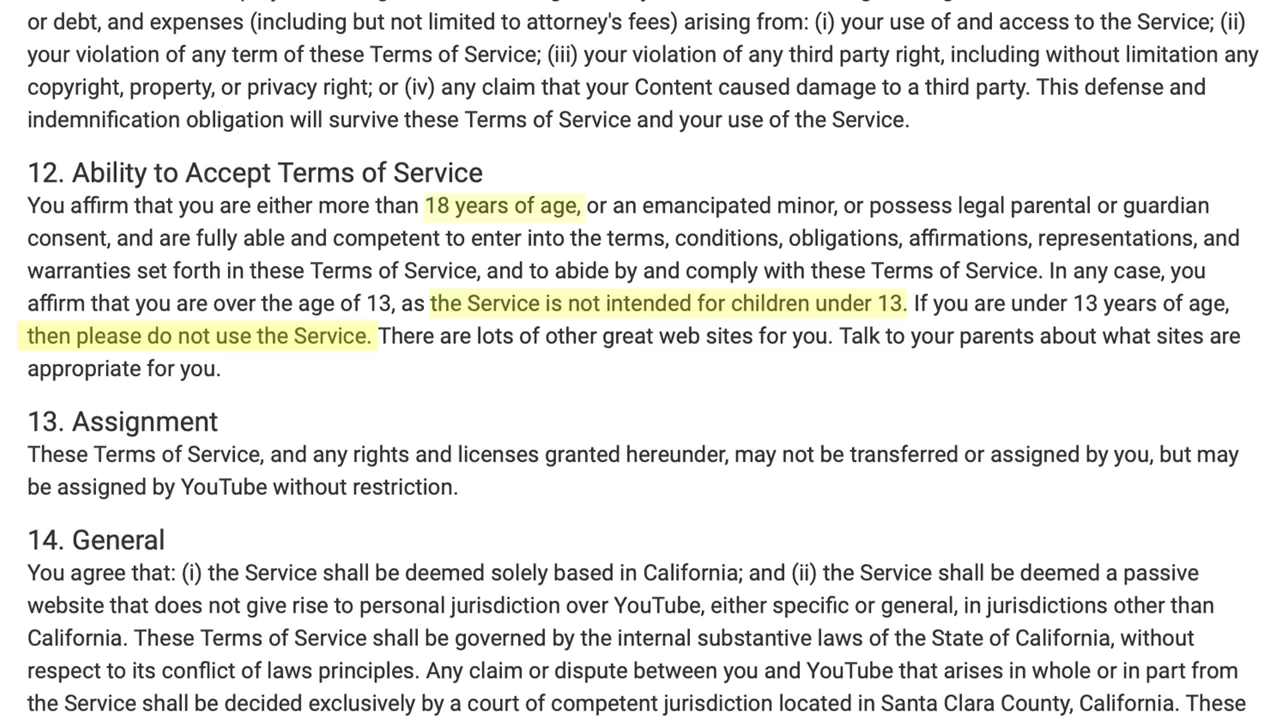 or debt, and expenses (including but not limited to attorney's fees) arising from: (i) your use of and access to the Service; (ii)
your violation of any term of these Terms of Service; (iii) your violation of any third party right, including without limitation any
copyright, property, or privacy right; or (iv) any claim that your Content caused damage to a third party. This defense and
indemnification obligation will survive these Terms of Service and your use of the Service.
12. Ability to Accept Terms of Service
You affirm that you are either more than 18 years of age, or an emancipated minor, or possess legal parental or guardian
consent, and are fully able and competent to enter into the terms, conditions, obligations, affirmations, representations, and
warranties set forth in these Terms of Service, and to abide by and comply with these Terms of Service. In any case, you
affirm that you are over the age of 13, as the Service is not intended for children under 13. If you are under 13 years of age,
then please do not use the Service. There are lots of other great web sites for you. Talk to your parents about what sites are
appropriate for you.
13. Assignment
These Terms of Service, and any rights and licenses granted hereunder, may not be transferred or assigned by you, but may
be assigned by YouTube without restriction.
14. General
You agree that: (i) the Service shall be deemed solely based in California; and (ii) the Service shall be deemed a passive
website that does not give rise to personal jurisdiction over YouTube, either specific or general, in jurisdictions other than
California. These Terms of Service shall be governed by the internal substantive laws of the State of California, without
respect to its conflict of laws principles. Any claim or dispute between you and YouTube that arises in whole or in part from
the Service shall be decided exclusively by a court of competent jurisdiction located in Santa Clara County, California. These